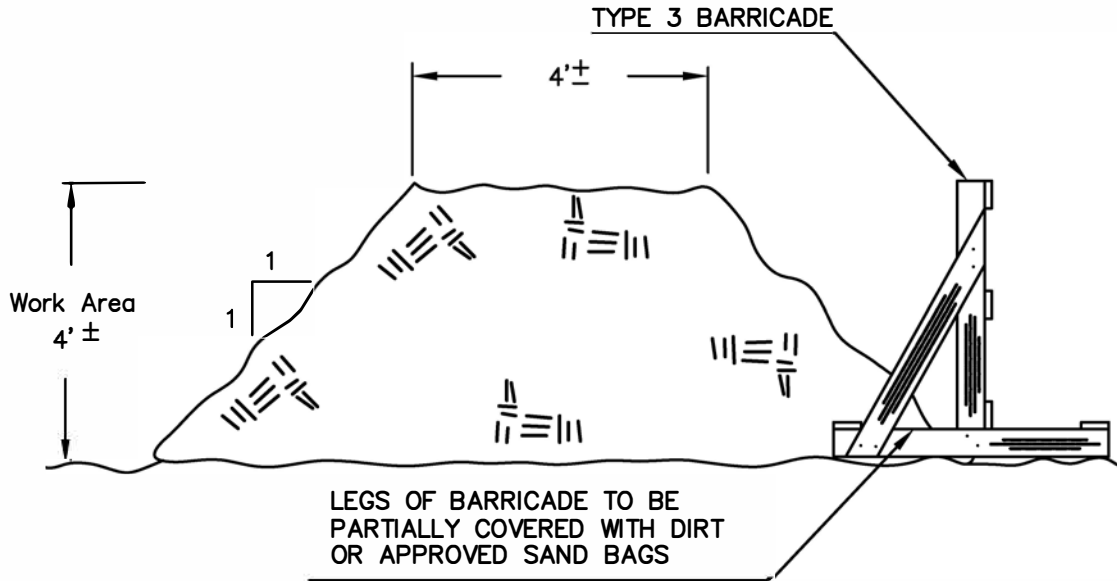 TYPE 3 BARRICADE
4'±
1
1
Work Area
4' ±
LEGS OF BARRICADE TO BE
PARTIALLY COVERED WITH DIRT
OR APPROVED SAND BAGS